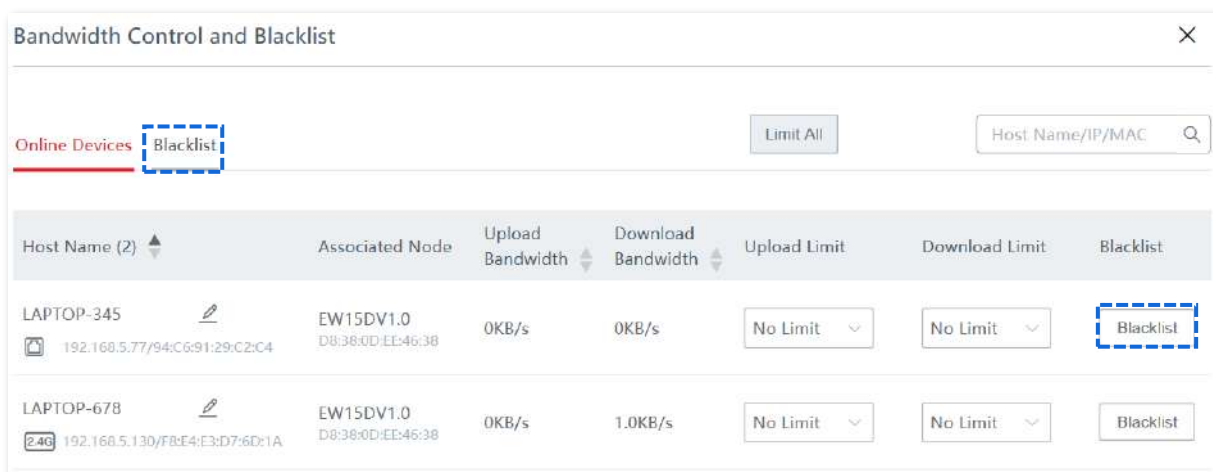 Bandwidth Control and Blacklist
Online Devices Blacklist Limit All Host Name/IP/MAC
Host Name (2) Associated Node Upload Bandwidth Download Bandwidth Upload Limit Download Limit Blacklist
LAPTOP-345 EW15DV1.0 0KB/s 0KB/s No Limit No Limit Blacklist
192.168.5.77/94:C6:91:29:C2:C4 D8:38:0D:EE:46:38
LAPTOP-678 EW15DV1.0 0KB/s 1.0KB/s No Limit No Limit Blacklist
2.4G 192.168.5.130/F8:E4:E3:D7:6D:1A D8:38:0D:EE:46:38